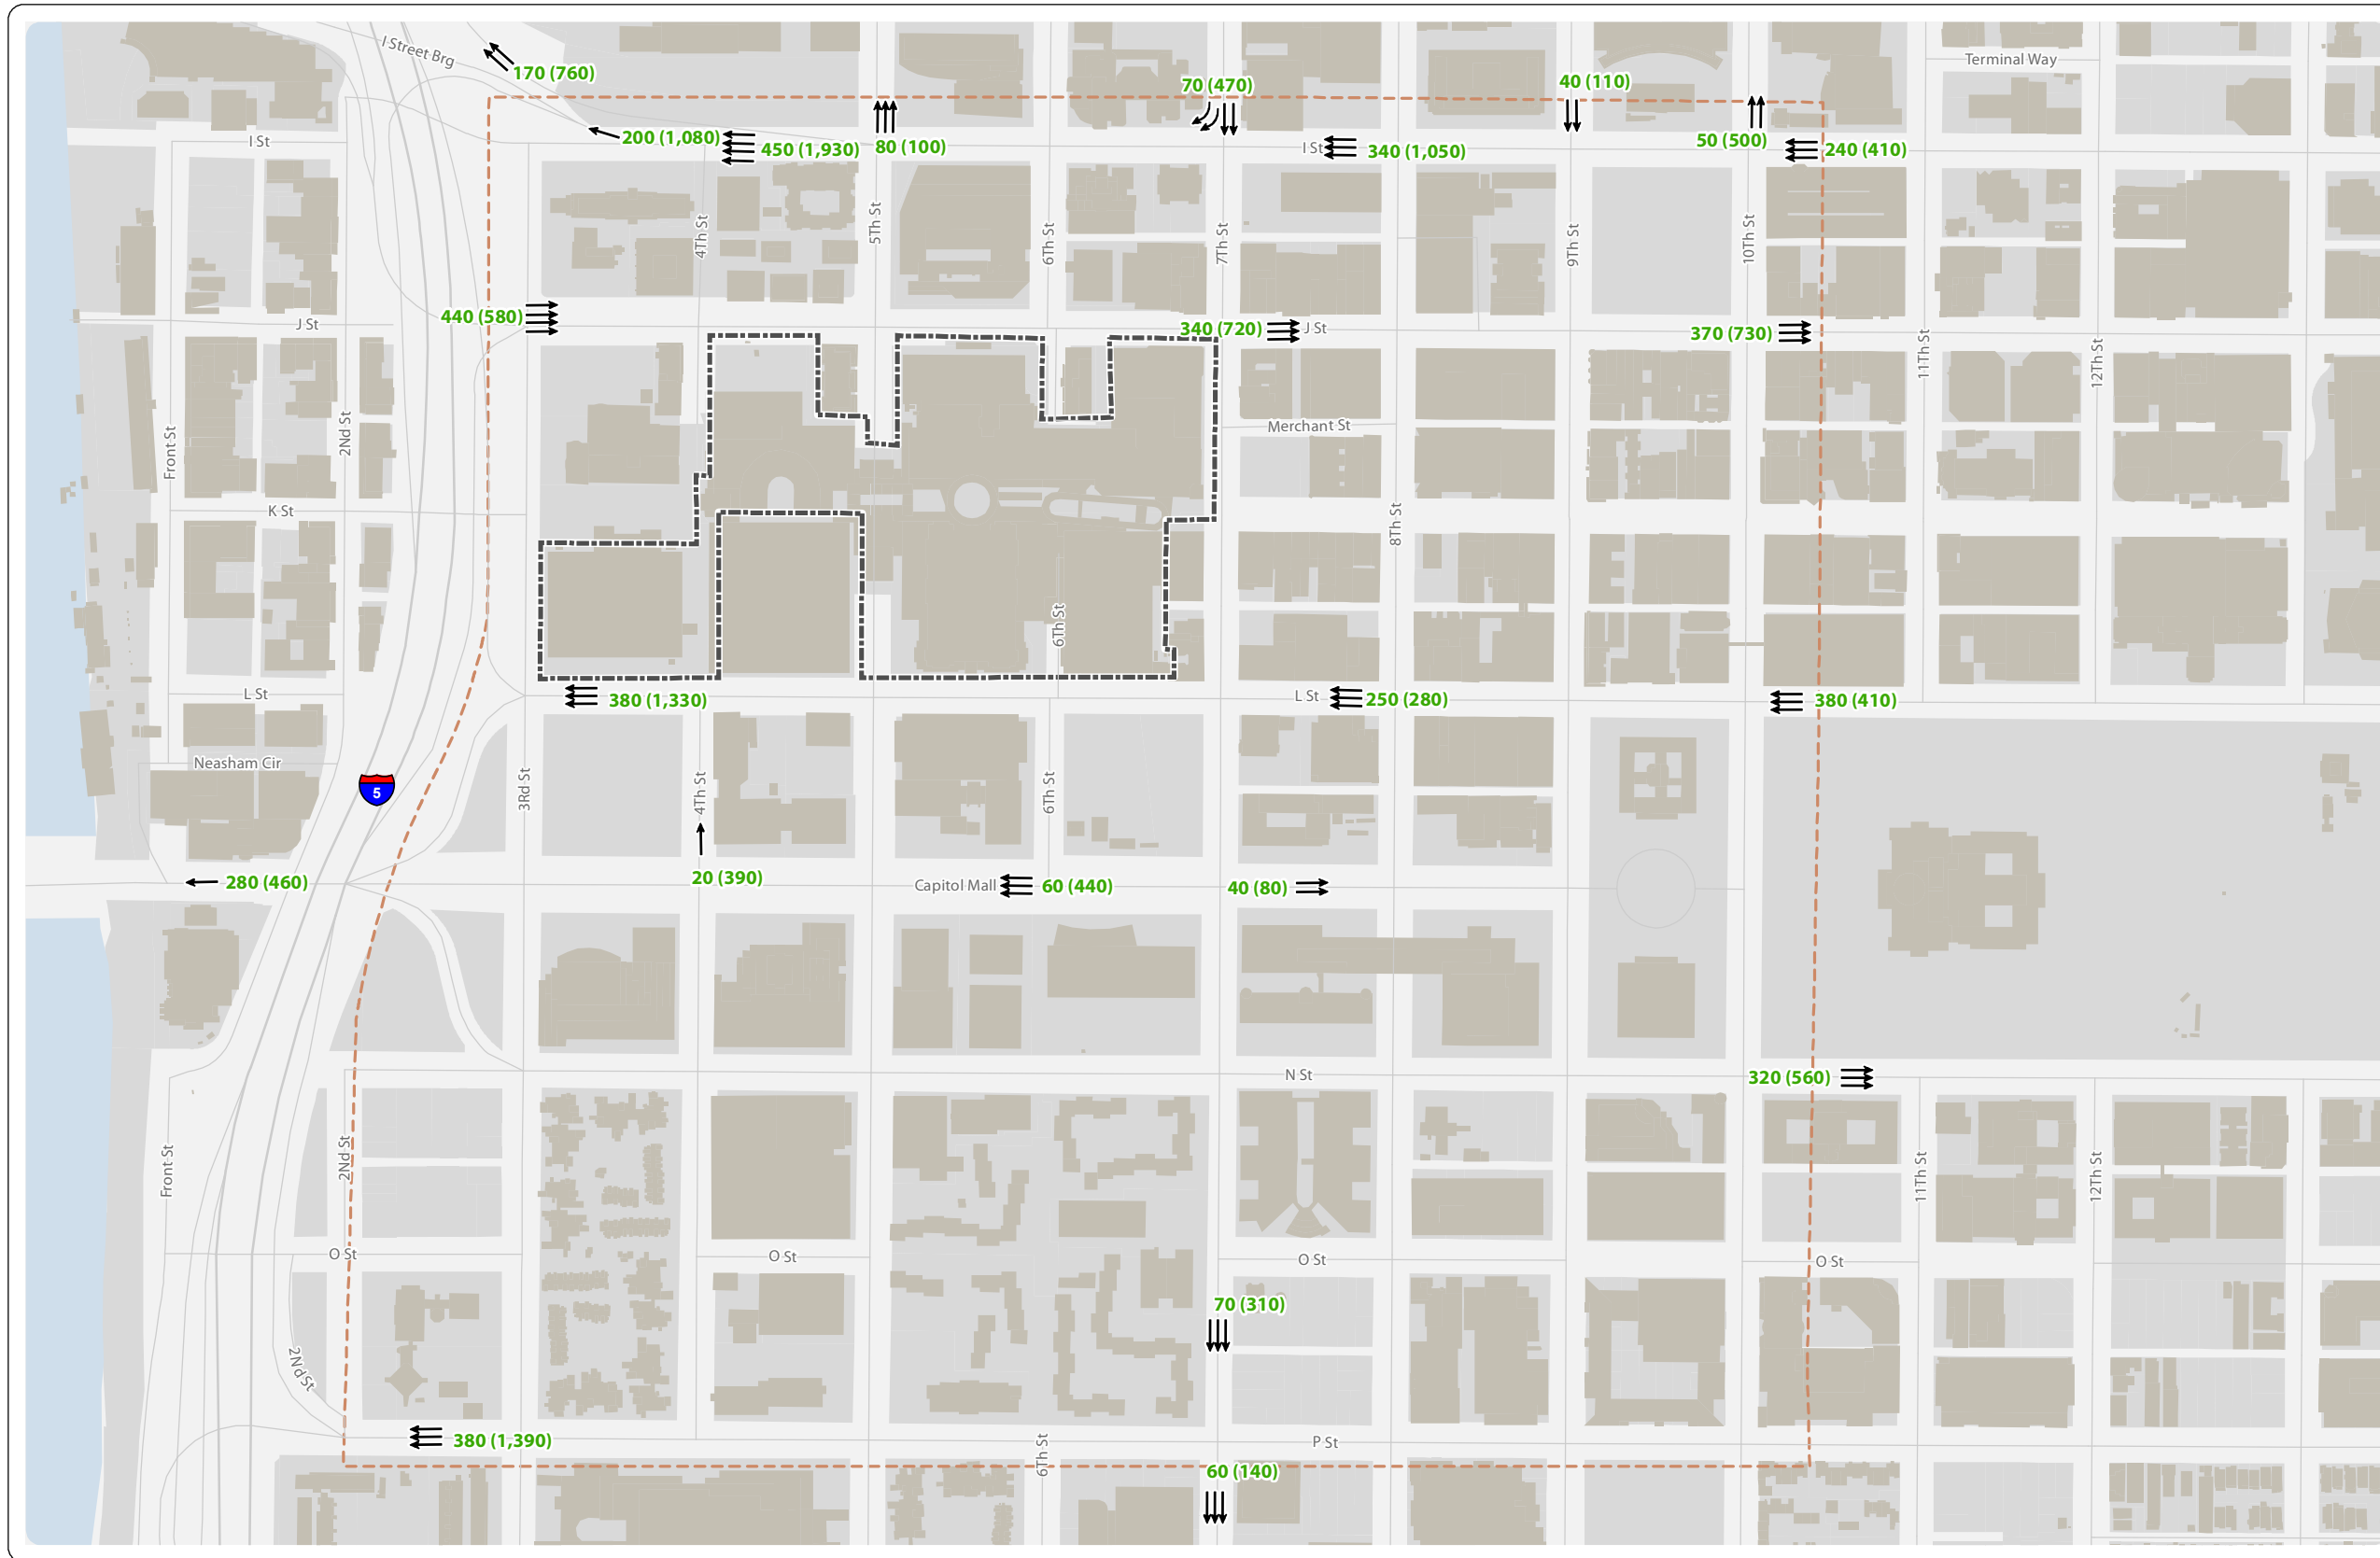 I Street Brg
170 (760)
Terminal Way
70 (470)
40 (110)
I St
200 (1,080)
450 (1,930)
80 (100)
I St
340 (1,050)
50 (500)
240 (410)
4Th St
5Th St
6Th St
7Th St
9Th St
10Th St
440 (580)
J St
340 (720)
J St
370 (730)
11Th St
12Th St
Front St
2Nd St
Merchant St
K St
8Th St
6Th St
L St
380 (1,330)
L St
250 (280)
380 (410)
Neasham Cir
5
3Rd St
4Th St
6Th St
280 (460)
20 (390)
Capitol Mall
60 (440)
40 (80)
N St
320 (560)
Front St
2Nd St
11Th St
12Th St
O St
O St
O St
O St
70 (310)
2Nd St
380 (1,390)
6Th St
P St
60 (140)